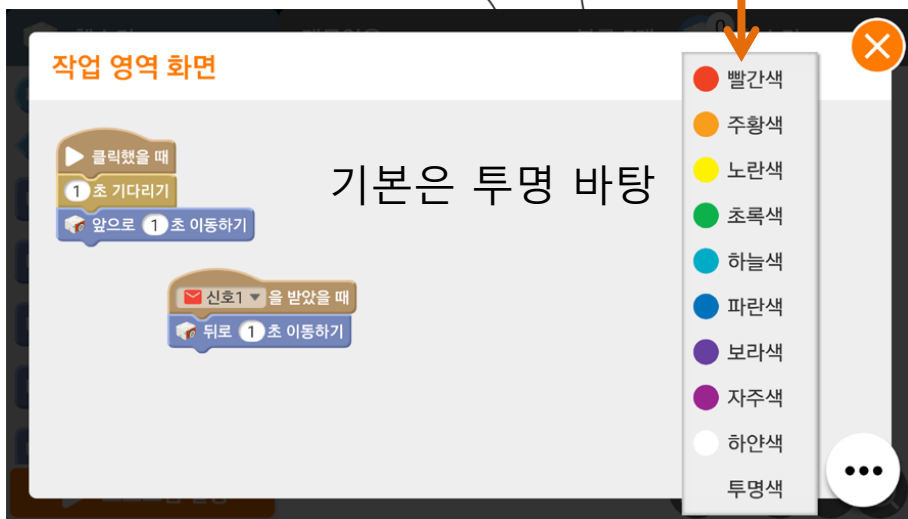 작업 영역 화면
클릭했을 때
1 초 기다리기
앞으로 1 초 이동하기
기본은 투명 바탕
신호1 을 받았을 때
뒤로 1 초 이동하기
빨간색
주황색
노란색
초록색
하늘색
파란색
보라색
자주색
하얀색
투명색